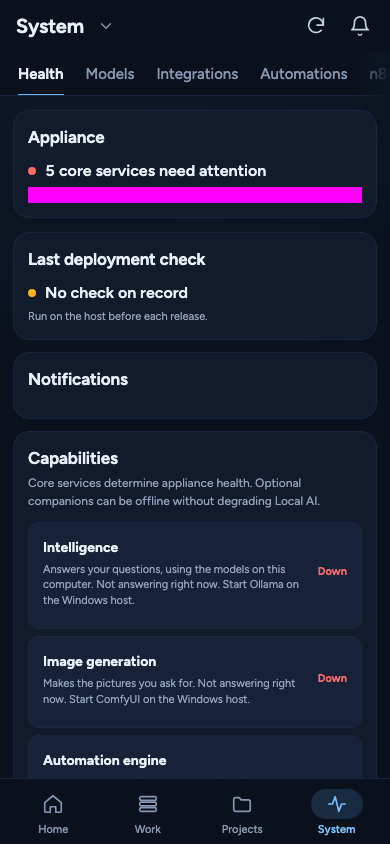 System
Health Models Integrations Automations n8
Appliance
5 core services need attention
Last deployment check
No check on record
Run on the host before each release.
Notifications
Capabilities
Core services determine appliance health. Optional
companions can be offline without degrading Local AI.
Intelligence
Answers your questions, using the models on this
computer. Not answering right now. Start Ollama on
the Windows host.
Down
Image generation
Makes the pictures you ask for. Not answering right
now. Start ComfyUI on the Windows host.
Down
Automation engine
Home Work Projects System